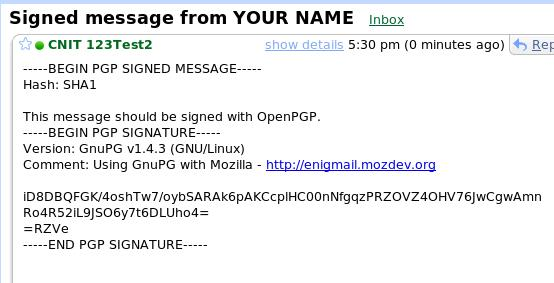 Signed message from YOUR NAME Inbox
CNIT 123Test2 show details 5:30 pm (0 minutes ago) Rep
-----BEGIN PGP SIGNED MESSAGE-----
Hash: SHA1
This message should be signed with OpenPGP.
-----BEGIN PGP SIGNATURE-----
Version: GnuPG v1.4.3 (GNU/Linux)
Comment: Using GnuPG with Mozilla - http://enigmail.mozdev.org
iD8DBQFGK/4oshTw7/oybSARAk6pAKCcplHC00nNfgqzPRZOVZ4OHV76JwCgwAmn
Ro4R52iL9JSO6y7t6DLUho4=
=RZVe
-----END PGP SIGNATURE-----